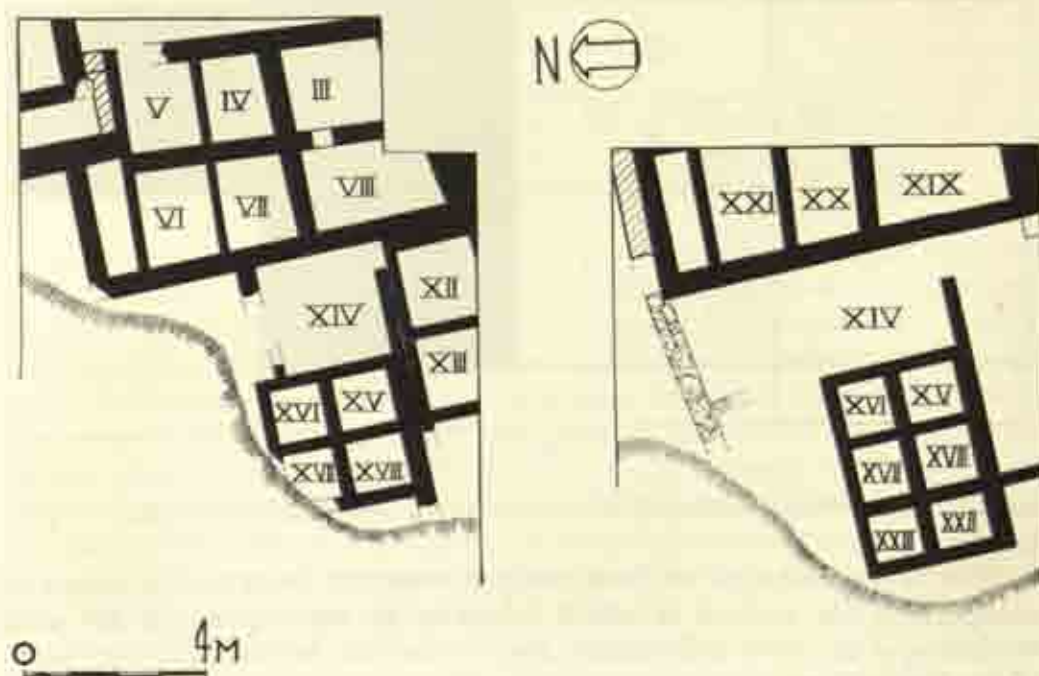 V IV III
VI VII VIII
XIV XII
XIII
XVI XV
XVII XVIII
0 4M
N
XXI XX XIX
XIV
XVI XV
XVII XVIII
XXIII XXII